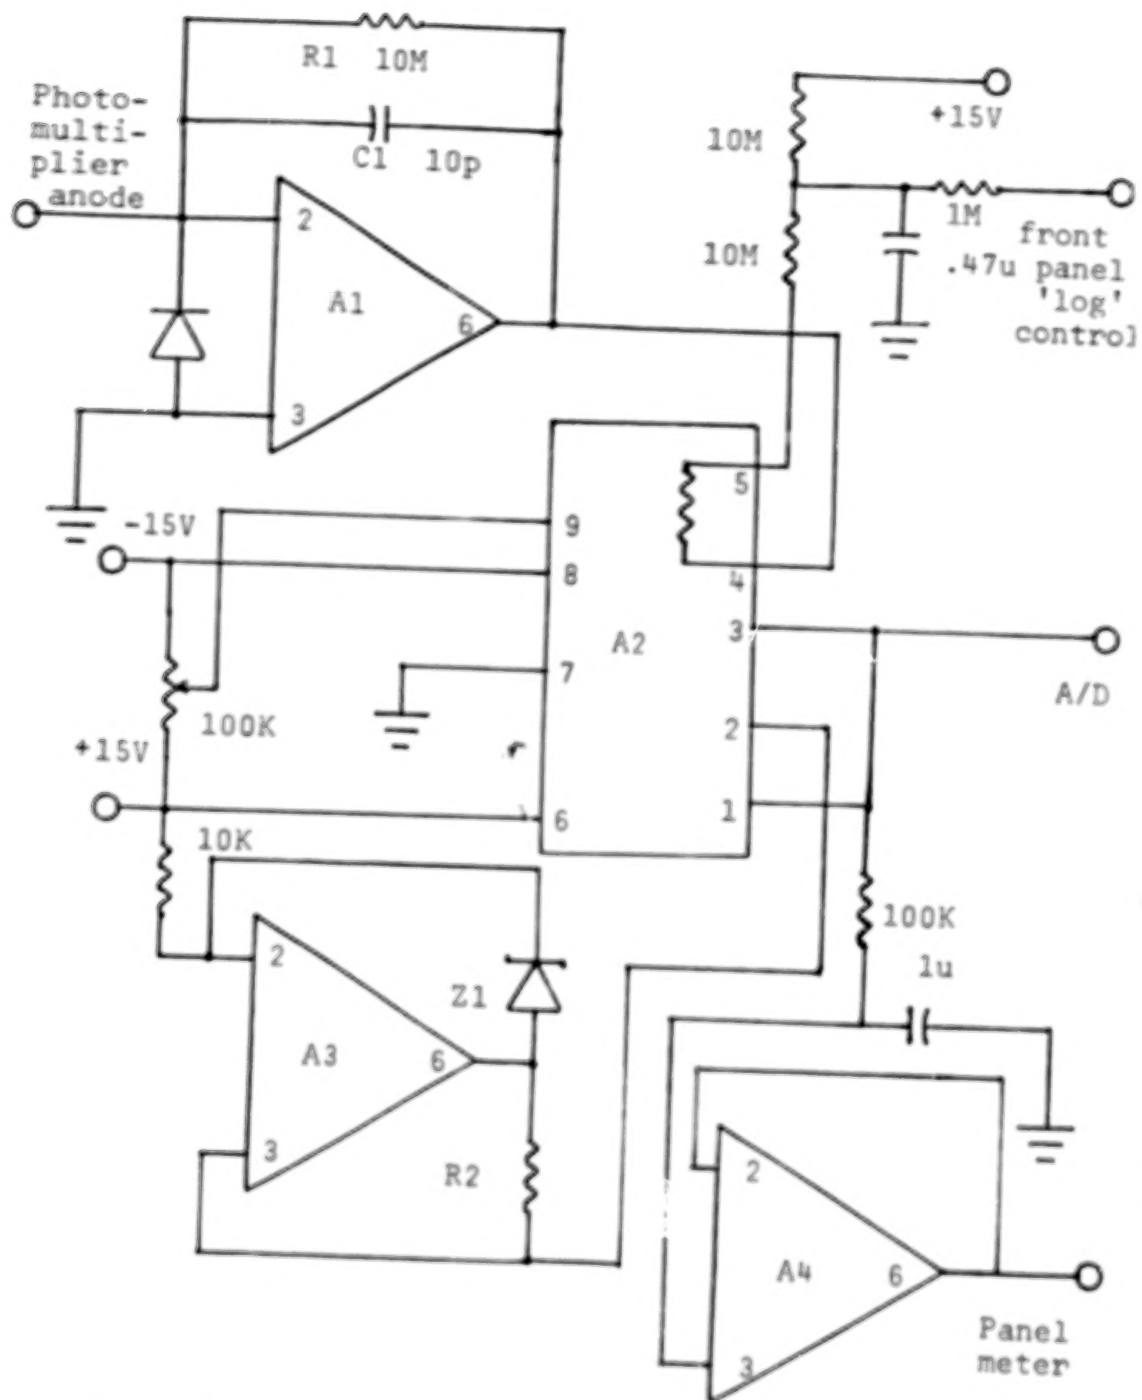 R1 10M
Photo-
multi-
plier
anode
C1 10p
+15V
10M
1M
10M
front
.47u panel
'log'
control
2
A1
6
3
-15V
5
9
8
4
A2
3
7
A/D
100K
2
+15V
1
6
10K
100K
2
Z1
1u
A3
6
3
R2
2
A4
6
3
Panel
meter